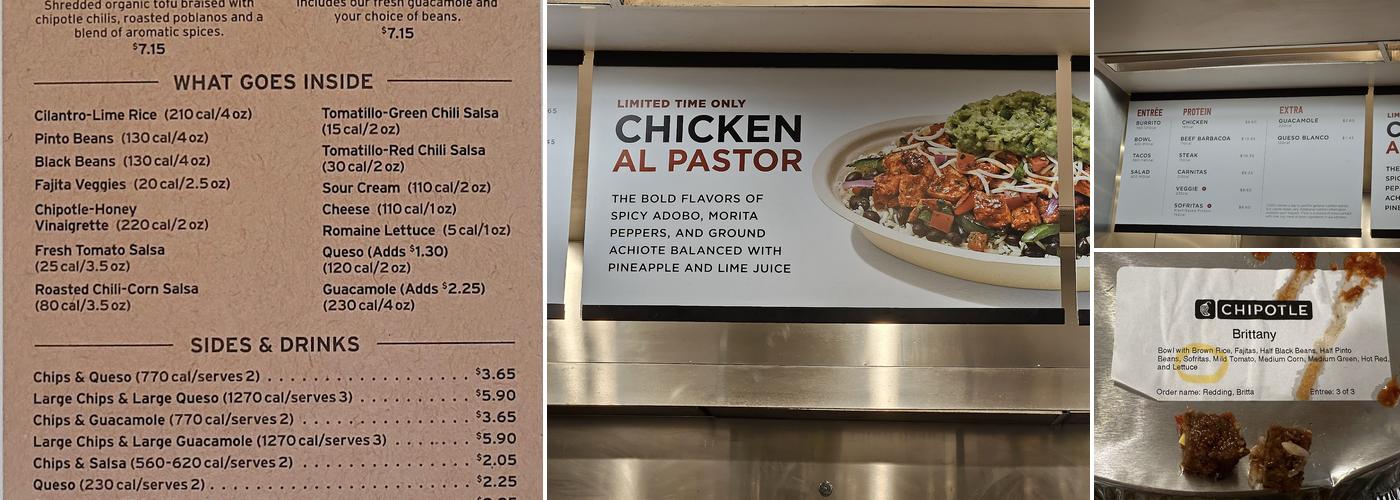 Shredded organic tofu braised with
chipotle chilis, roasted poblanos and a
blend of aromatic spices.
$7.15
includes our fresh guacamole and
your choice of beans.
$7.15
WHAT GOES INSIDE
Cilantro-Lime Rice (210 cal/4 oz)
Pinto Beans (130 cal/4 oz)
Black Beans (130 cal/4 oz)
Fajita Veggies (20 cal/2.5 oz)
Chipotle-Honey
Vinaigrette (220 cal/2 oz)
Fresh Tomato Salsa
(25 cal/3.5 oz)
Roasted Chili-Corn Salsa
(80 cal/3.5 oz)
Tomatillo-Green Chili Salsa
(15 cal/2 oz)
Tomatillo-Red Chili Salsa
(30 cal/2 oz)
Sour Cream (110 cal/2 oz)
Cheese (110 cal/1 oz)
Romaine Lettuce (5 cal/1 oz)
Queso (Adds $1.30)
(120 cal/2 oz)
Guacamole (Adds $2.25)
(230 cal/4 oz)
SIDES & DRINKS
Chips & Queso (770 cal/serves 2) $3.65
Large Chips & Large Queso (1270 cal/serves 3) $5.90
Chips & Guacamole (770 cal/serves 2) $3.65
Large Chips & Large Guacamole (1270 cal/serves 3) $5.90
Chips & Salsa (560-620 cal/serves 2) $2.05
Queso (230 cal/serves 2) $2.25
LIMITED TIME ONLY
CHICKEN
AL PASTOR
THE BOLD FLAVORS OF
SPICY ADOBO, MORITA
PEPPERS, AND GROUND
ACHIOTE BALANCED WITH
PINEAPPLE AND LIME JUICE
ENTRÉE
BURRITO
BOWL
TACOS
SALAD
PROTEIN
CHICKEN
BEEF BARBACOA
STEAK
CARNITAS
VEGGIE
SOFRITAS
EXTRA
GUACAMOLE
QUESO BLANCO
CHIPOTLE
Brittany
Bowl with Brown Rice, Fajitas, Half Black Beans, Half Pinto
Beans, Sofritas, Mild Tomato, Medium Corn, Medium Green, Hot Red,
and Lettuce
Order name: Redding, Britta
Entree: 3 of 3